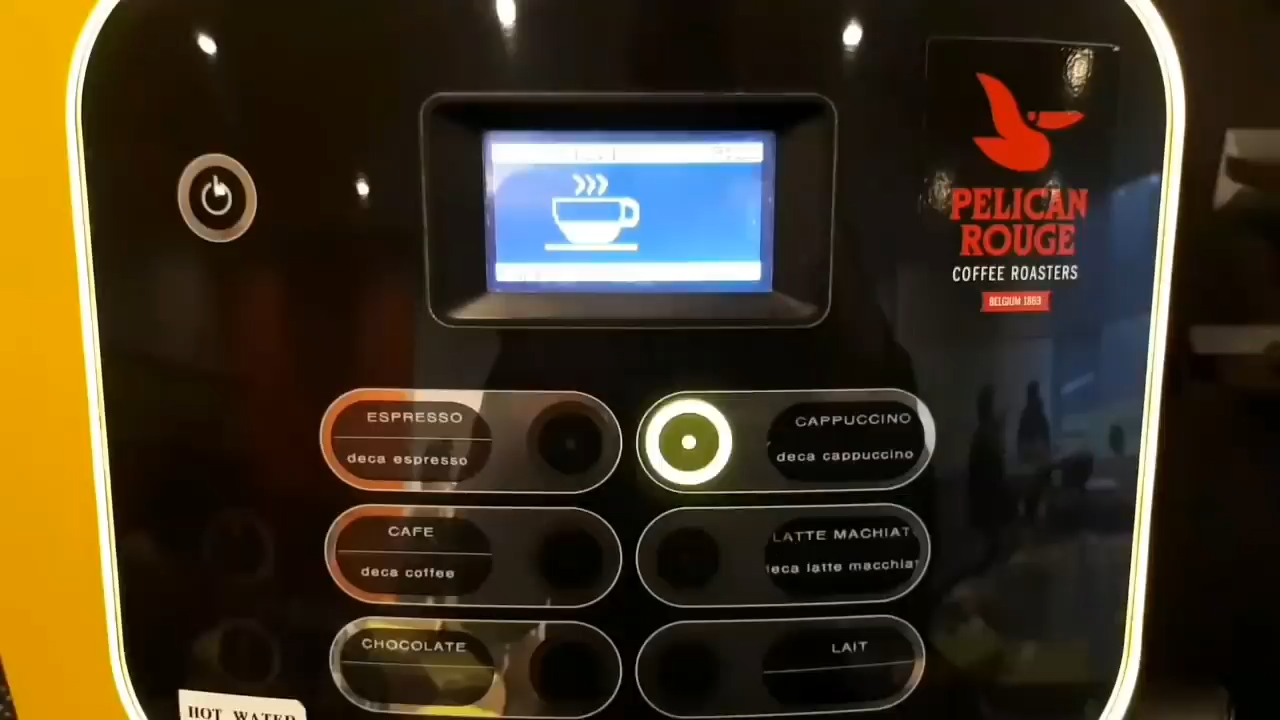 PELICAN
ROUGE
COFFEE ROASTERS
BELGIUM 1863
ESPRESSO
deca espresso
CAPPUCCINO
deca cappuccino
CAFE
deca coffee
LATTE MACHIAT
deca latte macchiat
CHOCOLATE
LAIT
HOT WATER